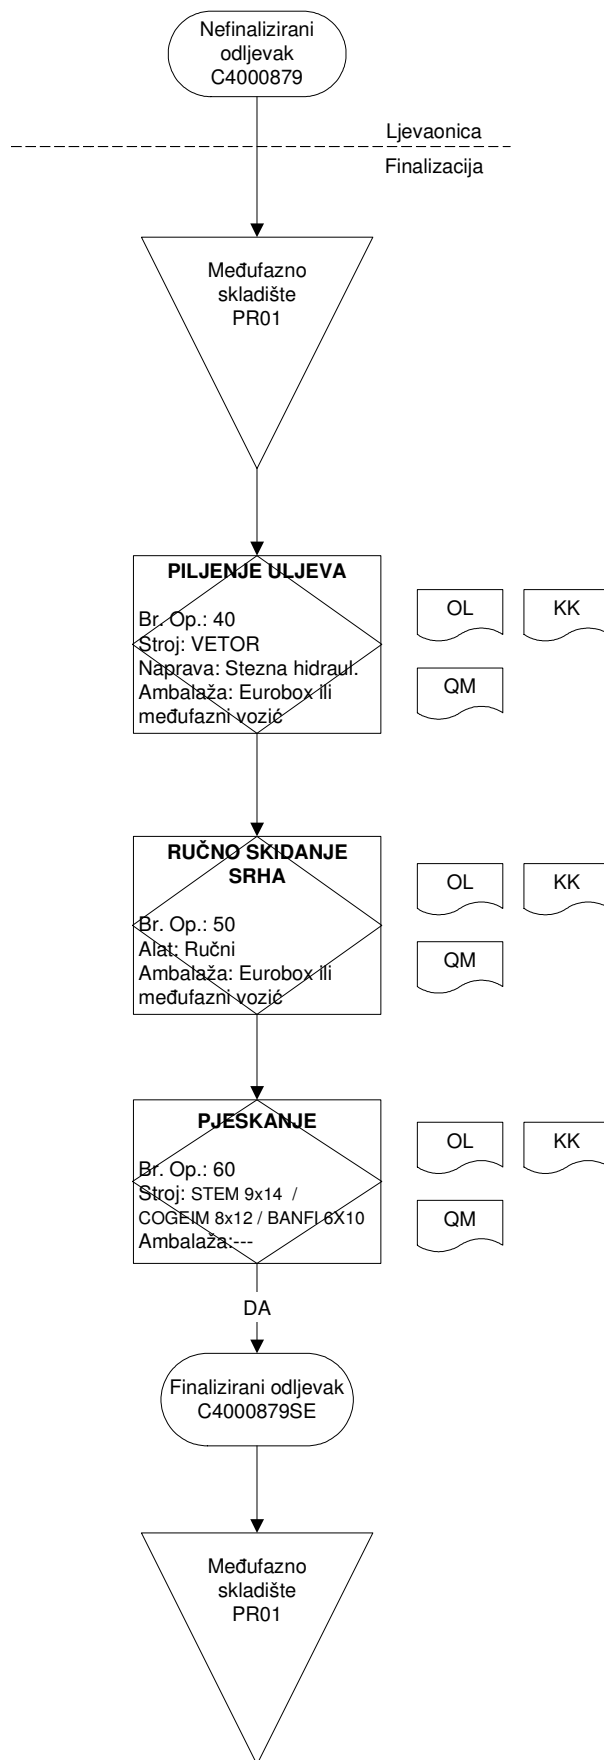 Nefinalizirani
odljevak
C4000879
Ljevaonica
Finalizacija
Međufazno
skladište
PR01
PILJENJE ULJEVA
Br. Op.: 40
Stroj: VETOR
Naprava: Stezna hidraul.
Ambalaža: Eurobox ili
međufazni vozić
OL
KK
QM
RUČNO SKIDANJE
SRHA
Br. Op.: 50
Alat: Ručni
Ambalaža: Eurobox ili
međufazni vozić
OL
KK
QM
PJESKANJE
Br. Op.: 60
Stroj: STEM 9x14 /
COGEIM 8x12 / BANFI 6X10
Ambalaža:---
OL
KK
QM
DA
Finalizirani odljevak
C4000879SE
Međufazno
skladište
PR01